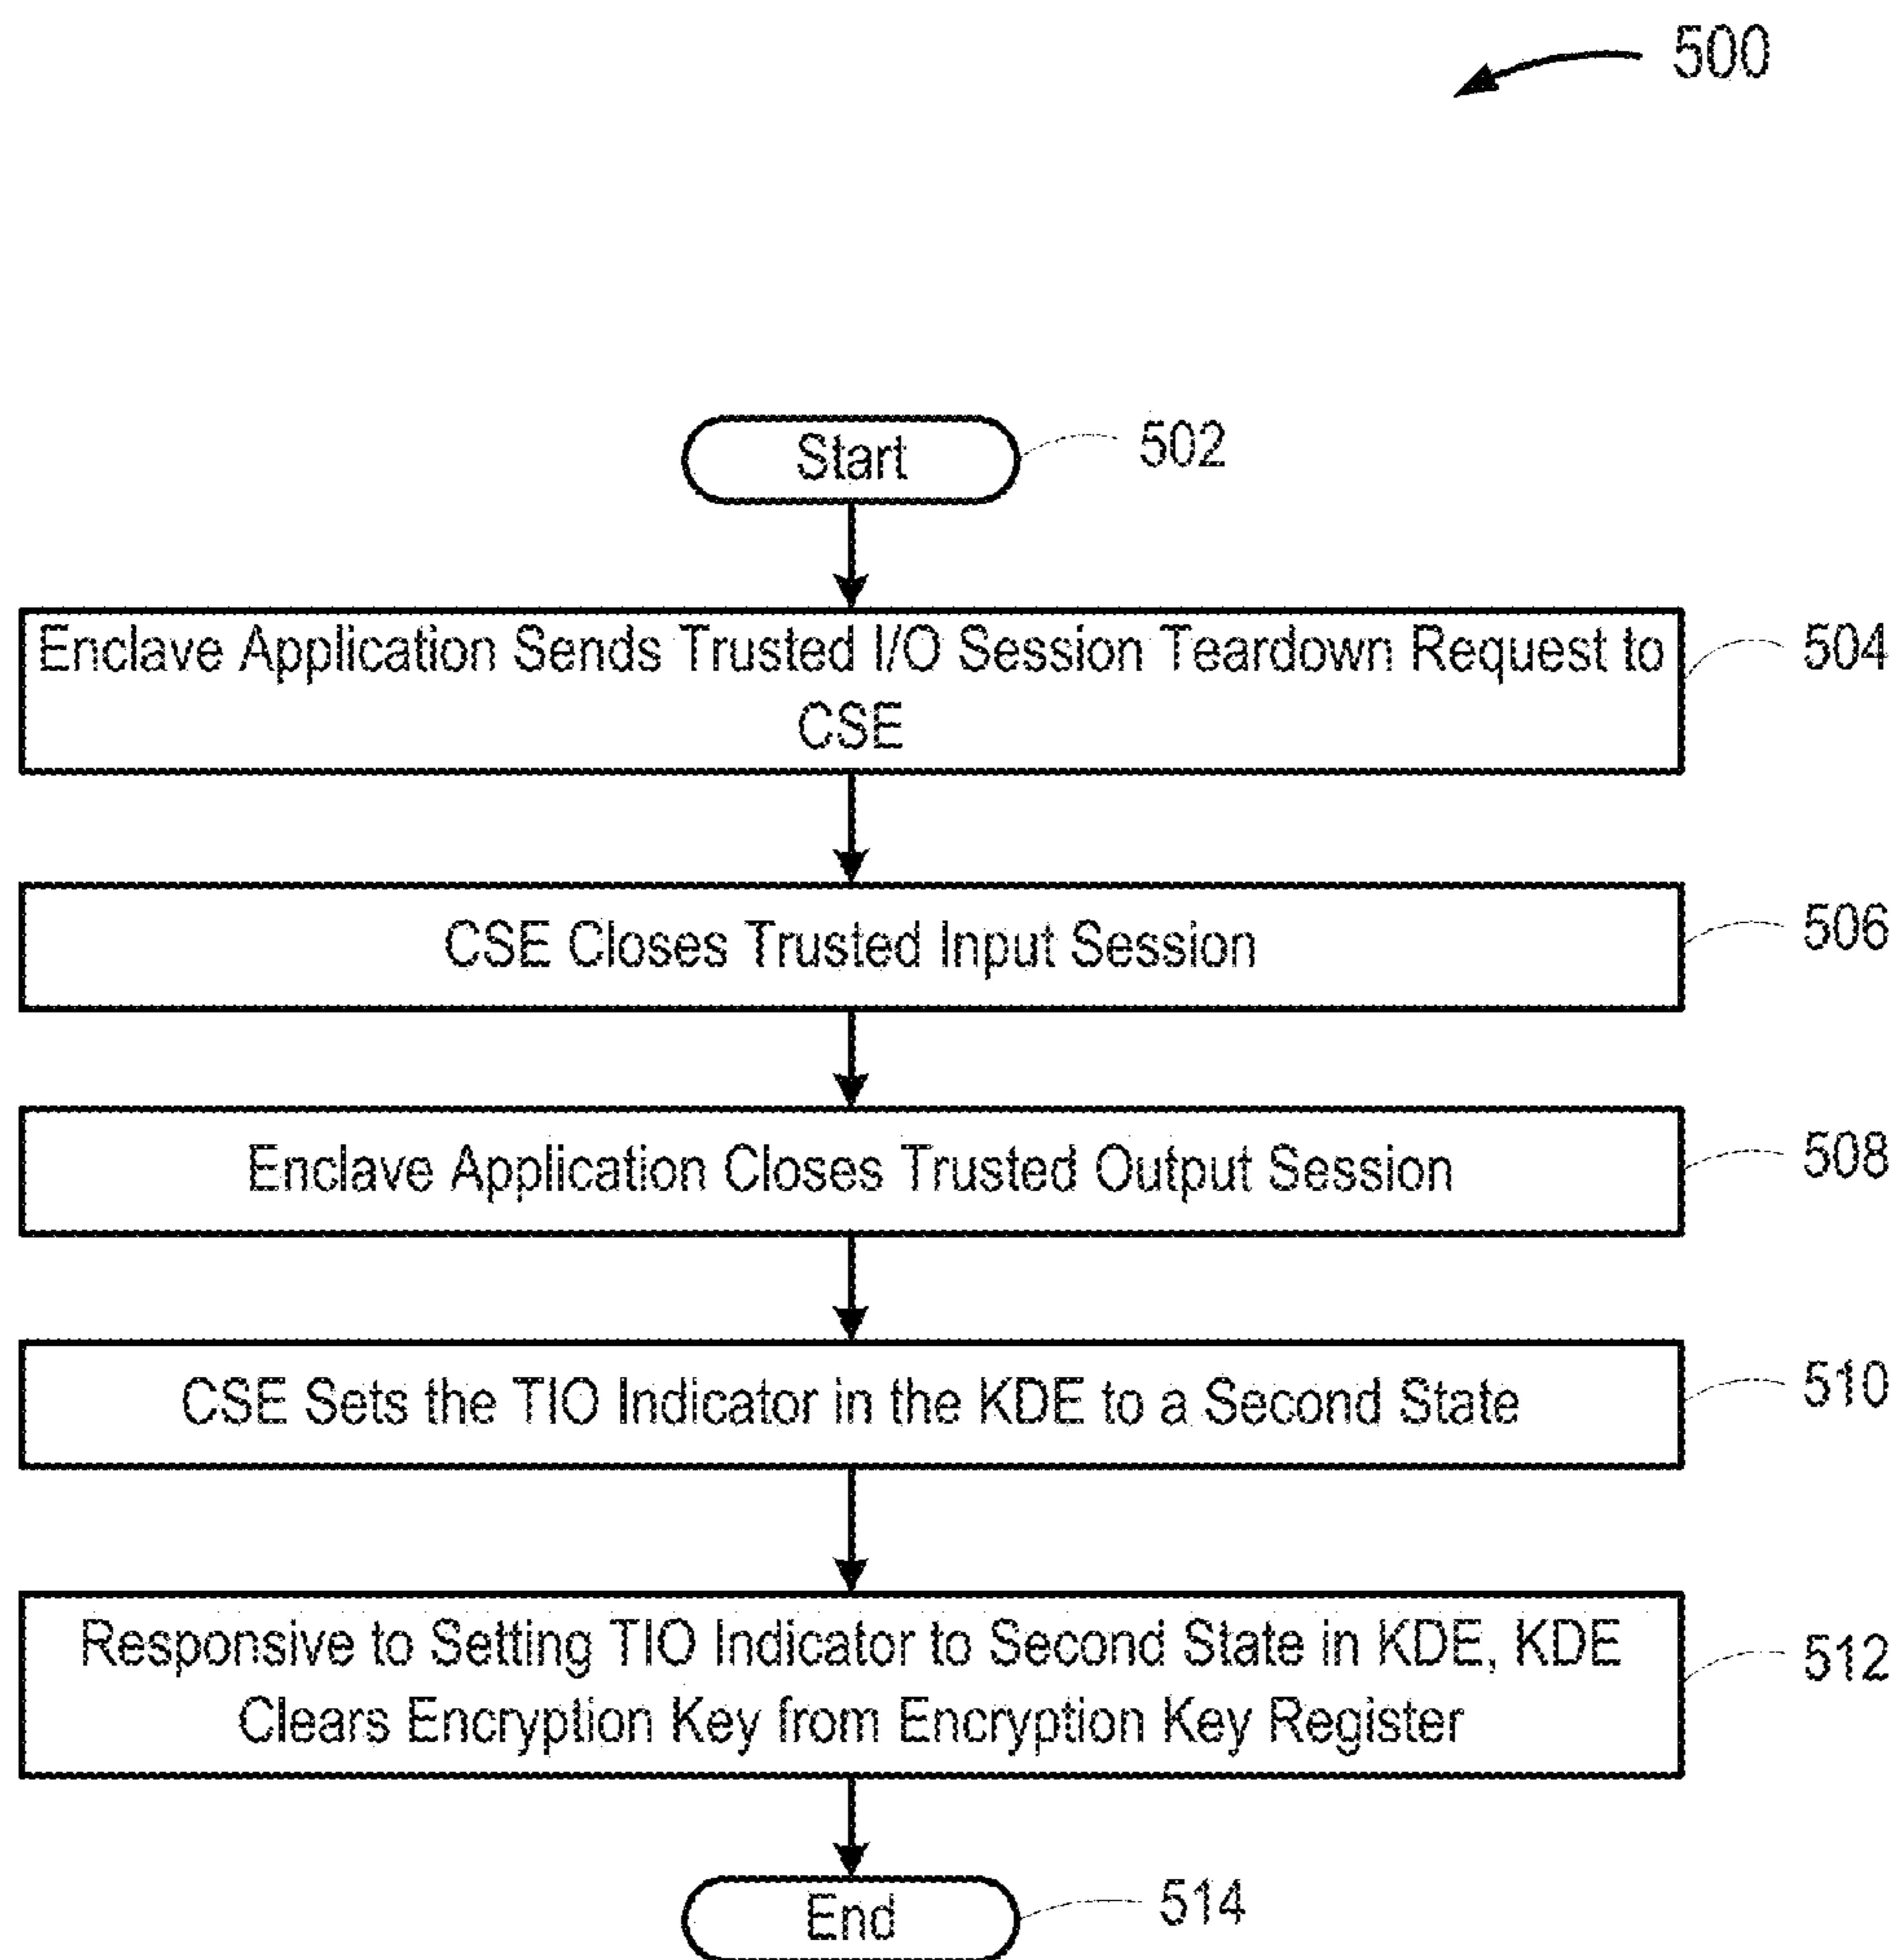 500
Start
502
Enclave Application Sends Trusted I/O Session Teardown Request to
CSE
504
CSE Closes Trusted Input Session
506
Enclave Application Closes Trusted Output Session
508
CSE Sets the TIO Indicator in the KDE to a Second State
510
Responsive to Setting TIO Indicator to Second State in KDE, KDE
Clears Encryption Key from Encryption Key Register
512
End
514